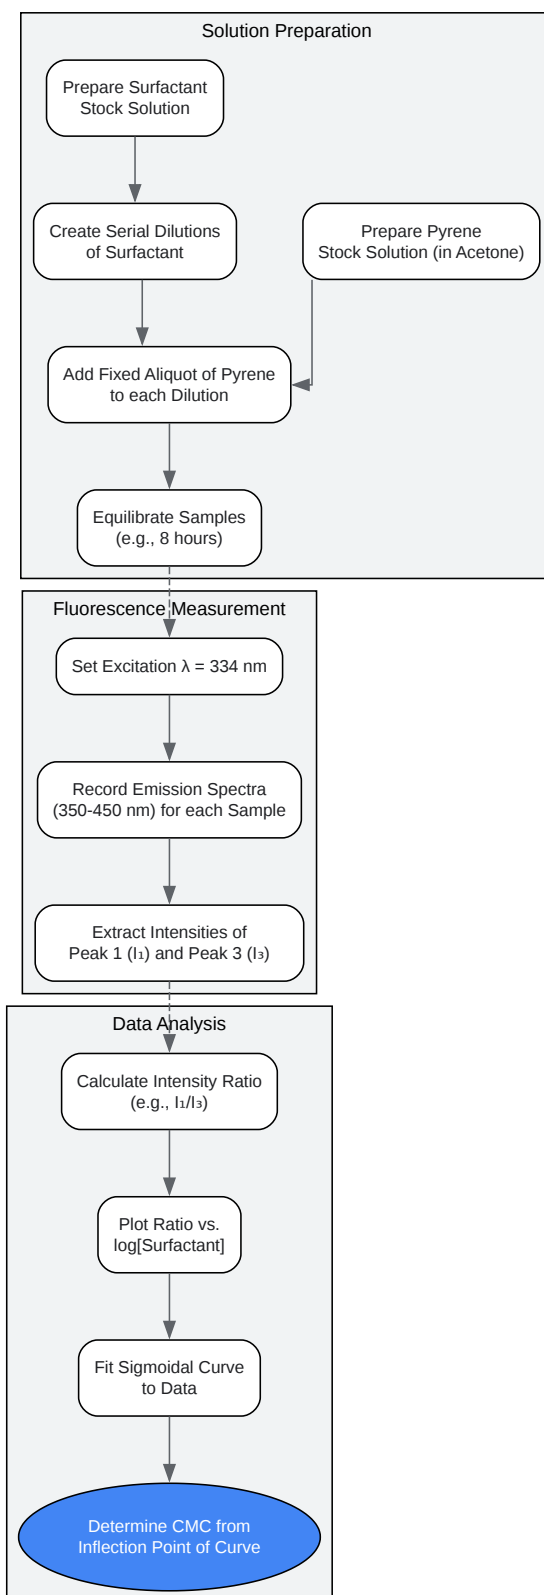 Solution Preparation
Prepare Surfactant
Stock Solution
Create Serial Dilutions
of Surfactant
Prepare Pyrene
Stock Solution (in Acetone)
Add Fixed Aliquot of Pyrene
to each Dilution
Equilibrate Samples
(e.g., 8 hours)
Fluorescence Measurement
Set Excitation λ = 334 nm
Record Emission Spectra
(350-450 nm) for each Sample
Extract Intensities of
Peak 1 (I₁) and Peak 3 (I₃)
Data Analysis
Calculate Intensity Ratio
(e.g., I₁/I₃)
Plot Ratio vs.
log[Surfactant]
Fit Sigmoidal Curve
to Data
Determine CMC from
Inflection Point of Curve